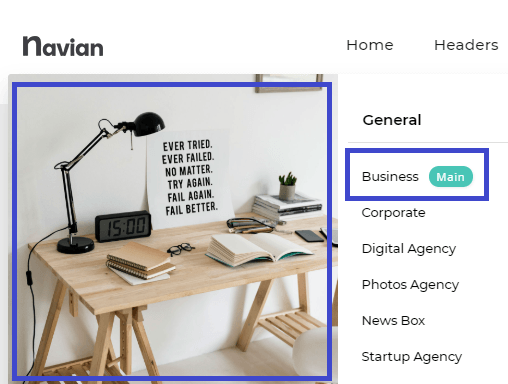 Navian
Home
Headers
EVER TRIED.
EVER FAILED.
NO MATTER.
TRY AGAIN.
FAIL AGAIN.
FAIL BETTER.
15:00
General
Business Main
Corporate
Digital Agency
Photos Agency
News Box
Startup Agency